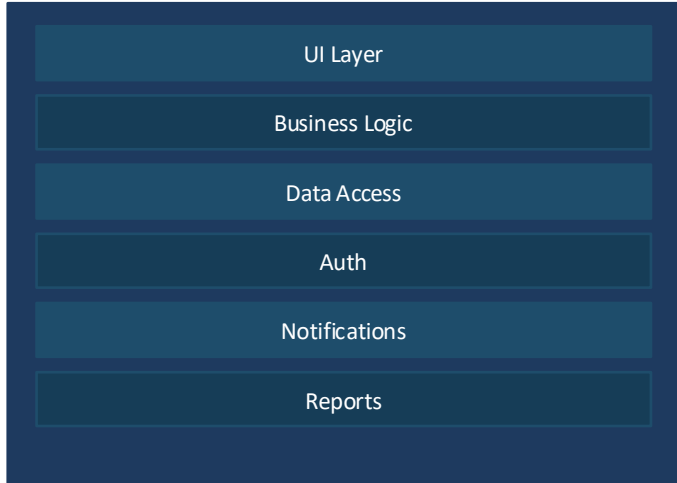 UI Layer
Business Logic
Data Access
Auth
Notifications
Reports